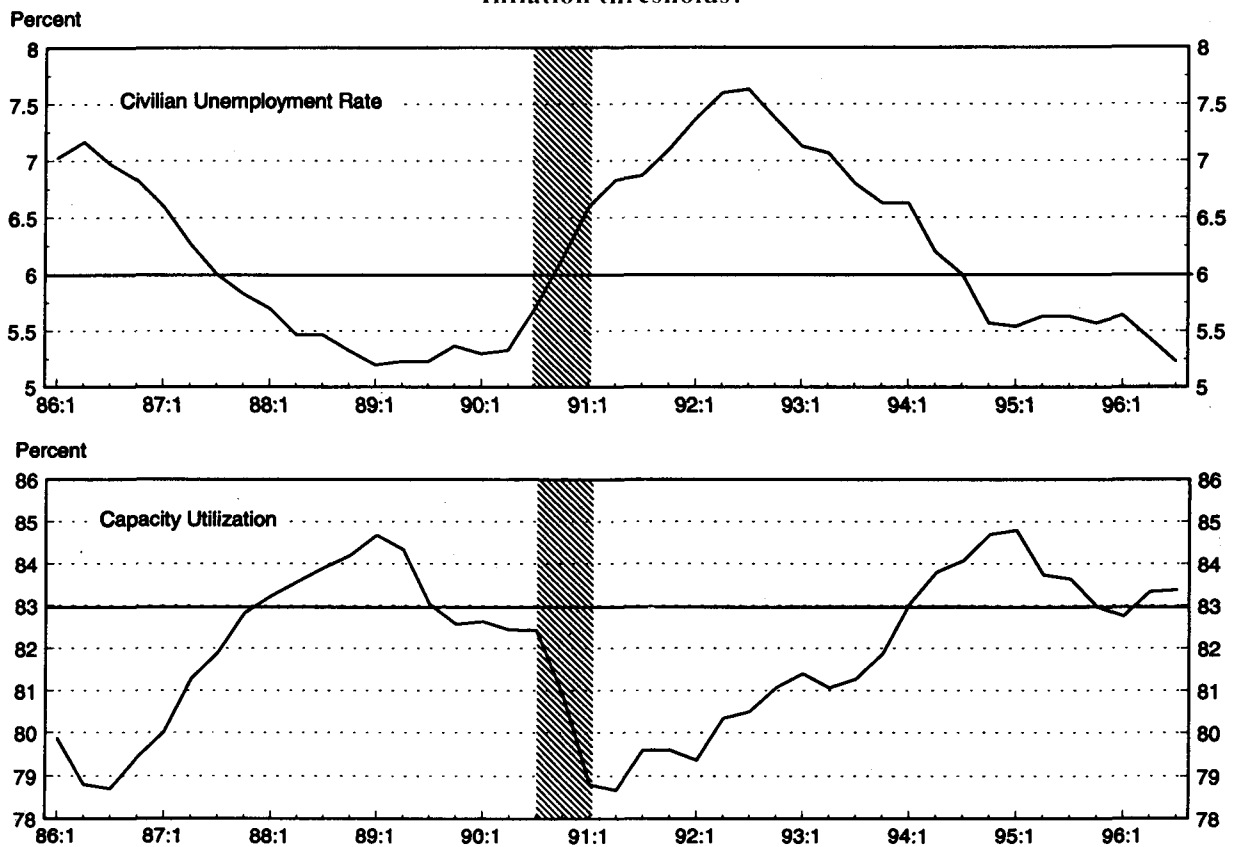 Inflation thresholds?
Percent
8 8
7.5 Civilian Unemployment Rate 7.5
7 7
6.5 6.5
6 6
5.5 5.5
5 5
86:1 87:1 88:1 89:1 90:1 91:1 92:1 93:1 94:1 95:1 96:1
Percent
86 86
85 Capacity Utilization 85
84 84
83 83
82 82
81 81
80 80
79 79
78 78
86:1 87:1 88:1 89:1 90:1 91:1 92:1 93:1 94:1 95:1 96:1